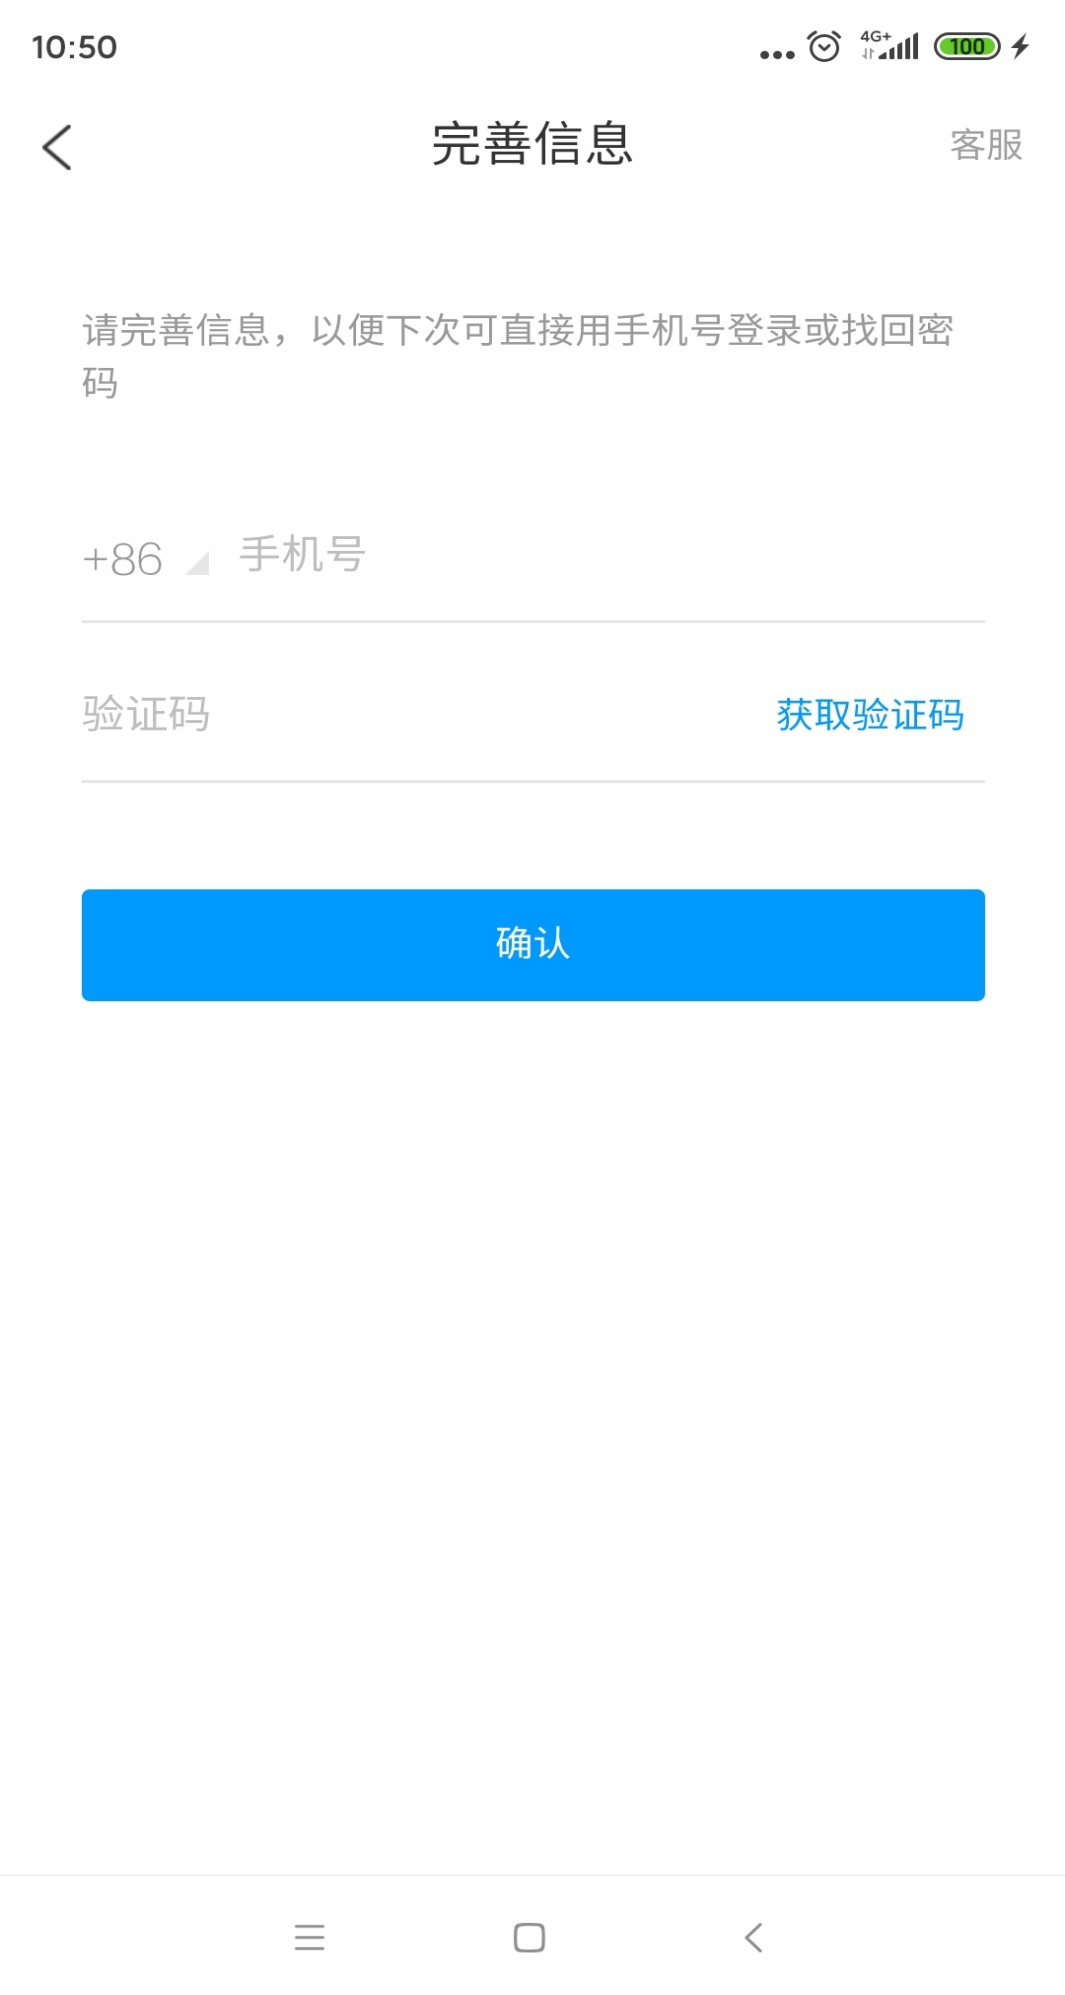 10:50
4G+
100
完善信息
客服
请完善信息，以便下次可直接用手机号登录或找回密
码
+86 手机号
验证码 获取验证码
确认